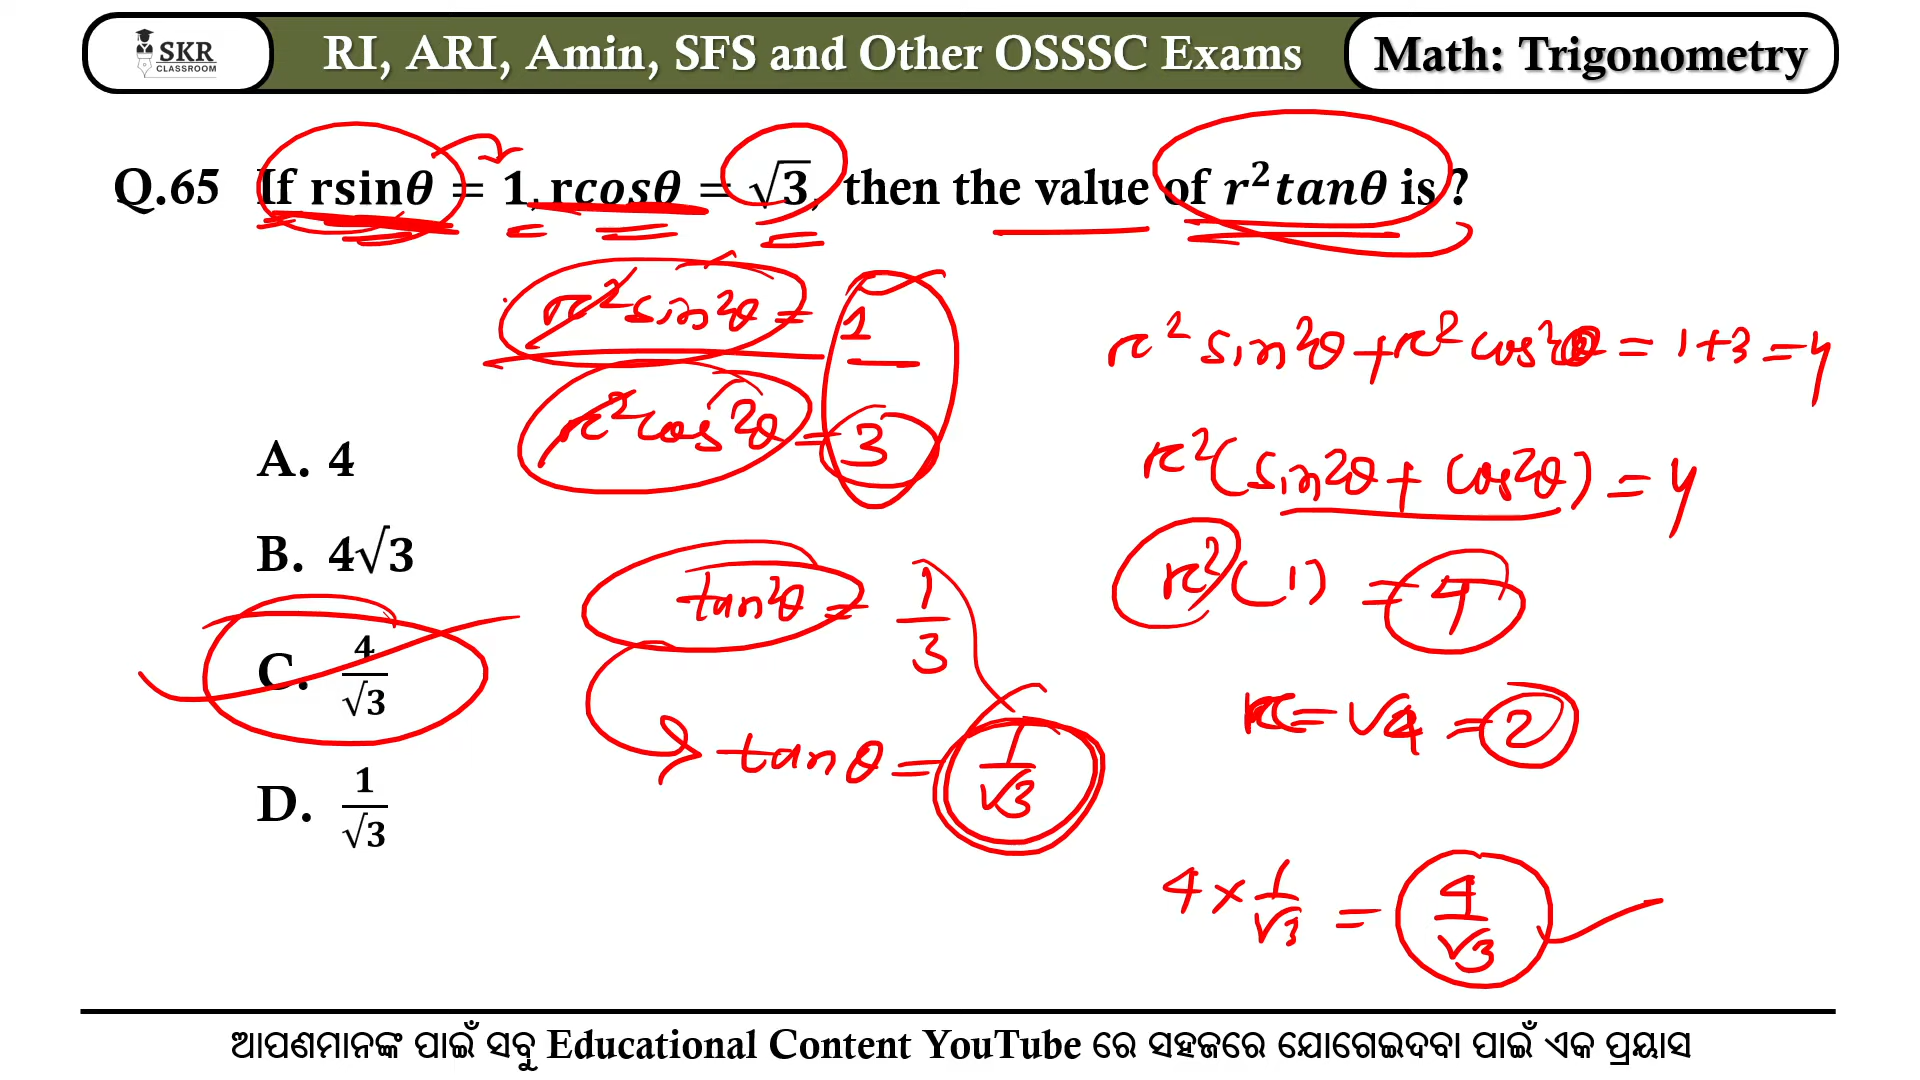 SKR
CLASSROOM
RI, ARI, Amin, SFS and Other OSSSC Exams
Math: Trigonometry
Q.65 If rsinθ = 1, rcosθ = √3, then the value of r²tanθ is ?
r²sin²θ = 1
r²cos²θ = 3
r²sin²θ + r²cos²θ = 1+3 = 4
A. 4
r²(sin²θ + cos²θ) = 4
B. 4√3
tan²θ = 1/3
r²(1) = 4
C. 4/√3
r = √4 = 2
tanθ = 1/√3
D. 1/√3
4 × 1/√3 = 4/√3
ଆପଣମାନଙ୍କ ପାଇଁ ସବୁ Educational Content YouTube ରେ ସହଜରେ ଯୋଗେଇଦବା ପାଇଁ ଏକ ପ୍ରୟାସ